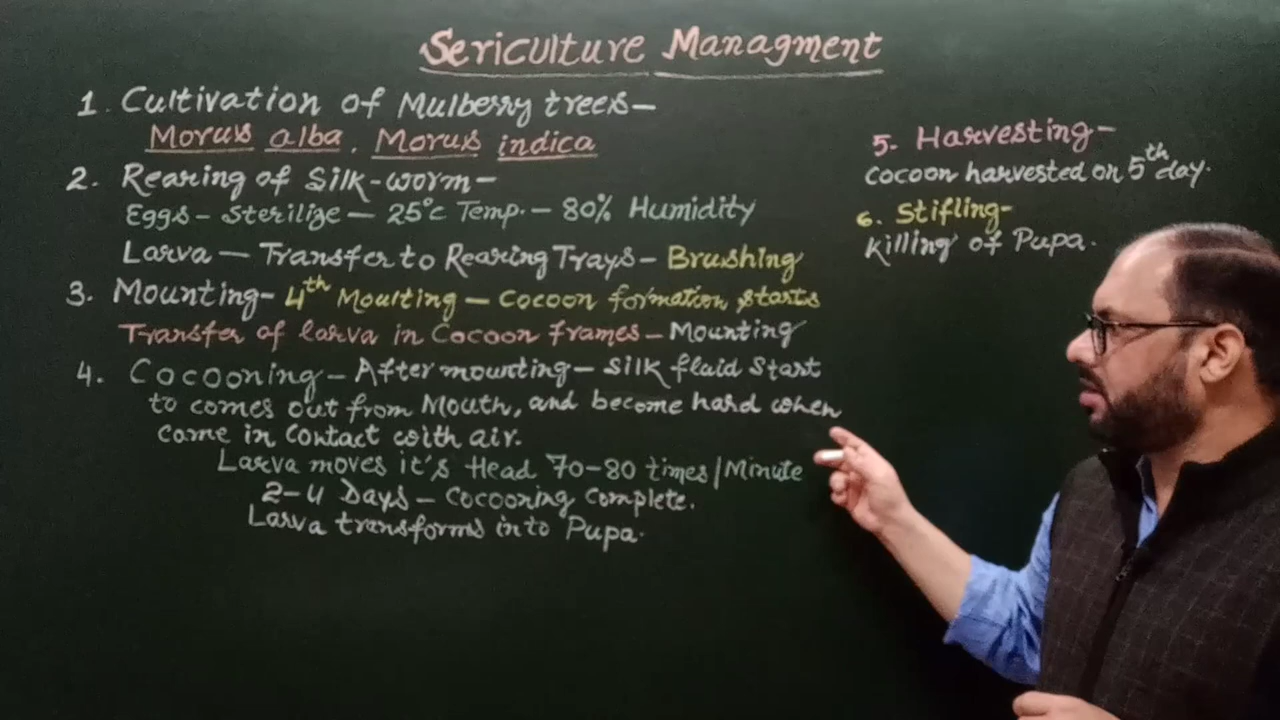 Sericulture Managment
1. Cultivation of Mulberry trees-
Morus alba, Morus indica
2. Rearing of Silk-worm-
Eggs - Sterilize - 25°C Temp. - 80% Humidity
Larva - Transfer to Rearing Trays - Brushing
3. Mounting- 4th Moulting - Cocoon formation starts
Transfer of larva in Cocoon frames - Mounting
4. Cocooning - After mounting - Silk fluid Start
to comes out from Mouth, and become hard when
come in Contact with air.
Larva moves it's Head 70-80 times/Minute
2-4 Days - Cocooning Complete.
Larva transforms into Pupa.
5. Harvesting-
Cocoon harvested on 5th day.
6. Stifling-
Killing of Pupa.